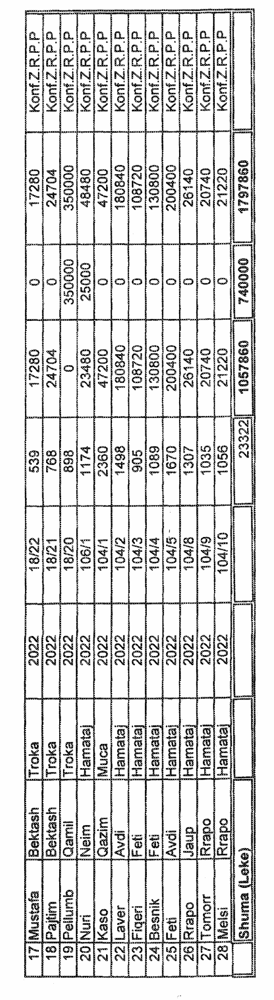 17 Mustafa Bektash Troka 2022 18/22 539 17280 0 17280 Konf.Z.R.P.P
18 Pajtim Bektash Troka 2022 18/21 768 24704 0 24704 Konf.Z.R.P.P
19 Pellumb Qamil Troka 2022 18/20 898 0 350000 350000 Konf.Z.R.P.P
20 Nuri Neim Hamataj 2022 106/1 1174 23480 25000 48480 Konf.Z.R.P.P
21 Kaso Qazim Muca 2022 104/1 2360 47200 0 47200 Konf.Z.R.P.P
22 Laver Avdi Hamataj 2022 104/2 1498 180840 0 180840 Konf.Z.R.P.P
23 Fiqeri Feti Hamataj 2022 104/3 905 108720 0 108720 Konf.Z.R.P.P
24 Besnik Feti Hamataj 2022 104/4 1089 130800 0 130800 Konf.Z.R.P.P
25 Feti Avdi Hamataj 2022 104/5 1670 200400 0 200400 Konf.Z.R.P.P
26 Rrapo Jaup Hamataj 2022 104/8 1307 26140 0 26140 Konf.Z.R.P.P
27 Tomorr Rrapo Hamataj 2022 104/9 1035 20740 0 20740 Konf.Z.R.P.P
28 Melsi Rrapo Hamataj 2022 104/10 1056 21220 0 21220 Konf.Z.R.P.P
Shuma (Leke) 23322 1057860 740000 1797860